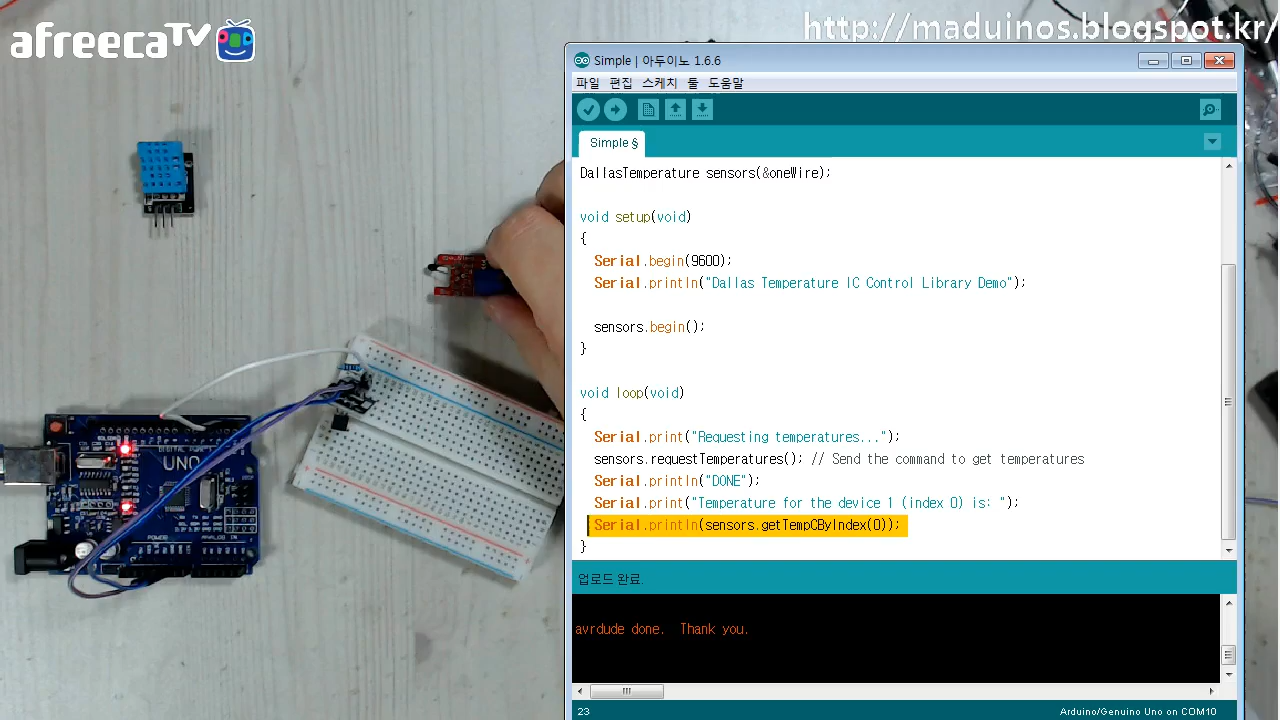 afreecaTV
http://maduinos.blogspot.kr/
Simple | 아두이노 1.6.6
파일 편집 스케치 툴 도움말
Simple §
DallasTemperature sensors(&oneWire);
void setup(void)
{
Serial.begin(9600);
Serial.println("Dallas Temperature IC Control Library Demo");
sensors.begin();
}
void loop(void)
{
Serial.print("Requesting temperatures...");
sensors.requestTemperatures(); // Send the command to get temperatures
Serial.println("DONE");
Serial.print("Temperature for the device 1 (index 0) is: ");
Serial.println(sensors.getTempCByIndex(0));
}
업로드 완료.
avrdude done.  Thank you.
23
Arduino/Genuino Uno on COM10
UNO
POWER
ANALOG IN